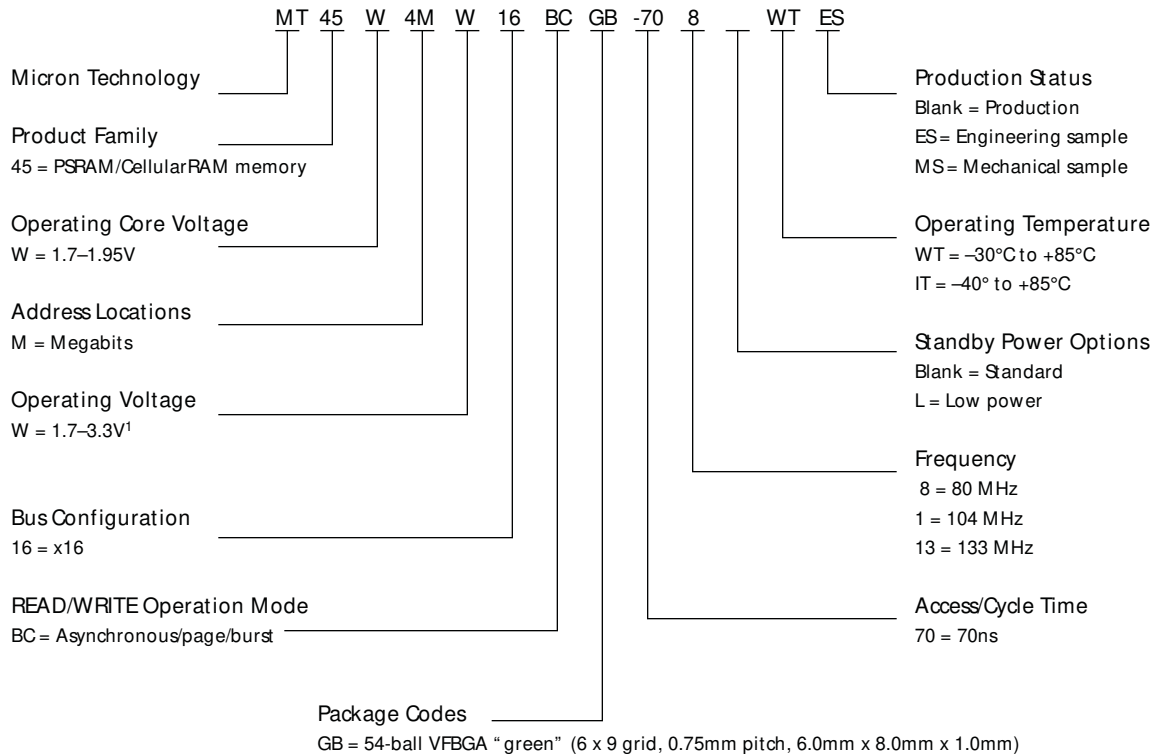 MT 45 W 4M W 16 BC GB -70 8 WT ES
Micron Technology
Product Family
45 = PSRAM/CellularRAM memory
Operating Core Voltage
W = 1.7–1.95V
Address Locations
M = Megabits
Operating Voltage
W = 1.7–3.3V¹
Bus Configuration
16 = x16
READ/WRITE Operation Mode
BC = Asynchronous/page/burst
Package Codes
GB = 54-ball VFBGA “green” (6 x 9 grid, 0.75mm pitch, 6.0mm x 8.0mm x 1.0mm)
Production Status
Blank = Production
ES = Engineering sample
MS = Mechanical sample
Operating Temperature
WT = –30°C to +85°C
IT = –40° to +85°C
Standby Power Options
Blank = Standard
L = Low power
Frequency
8 = 80 MHz
1 = 104 MHz
13 = 133 MHz
Access/Cycle Time
70 = 70ns